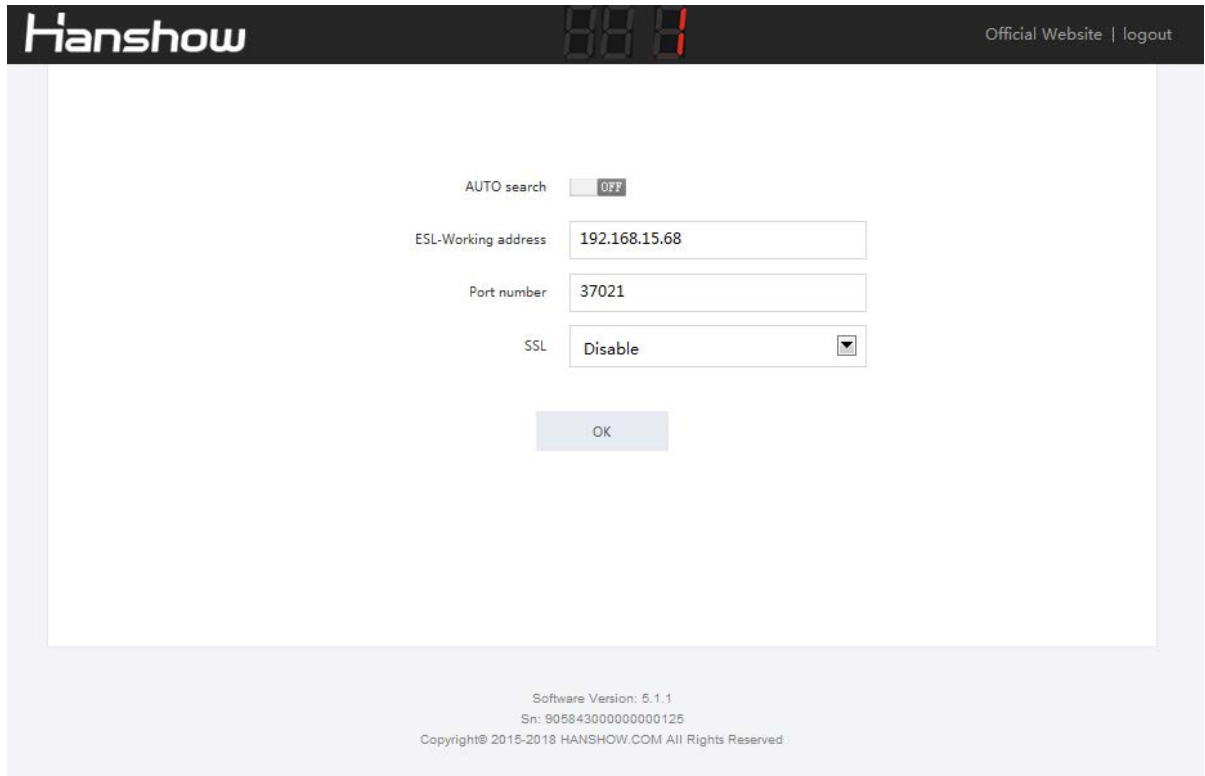 Hanshow
1
Official Website | logout
AUTO search OFF
ESL-Working address 192.168.15.68
Port number 37021
SSL Disable
OK
Software Version: 5.1.1
Sn: 905843000000000125
Copyright© 2015-2018 HANSHOW.COM All Rights Reserved